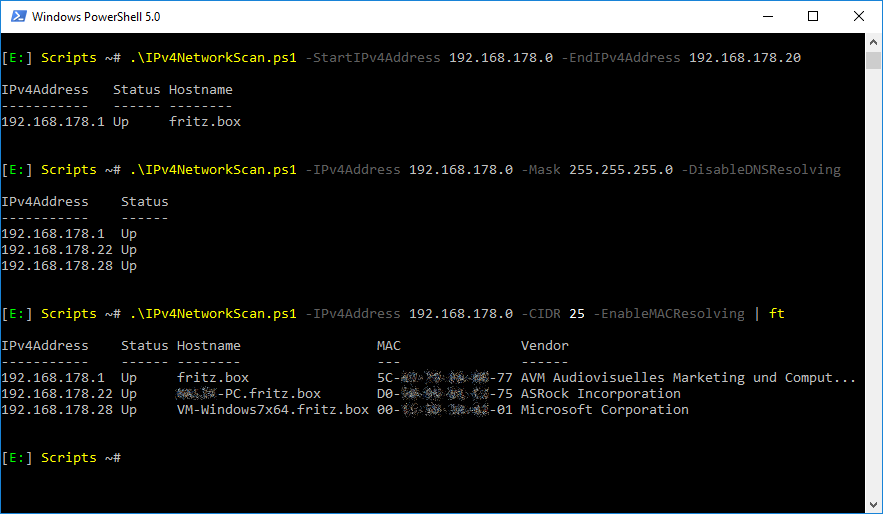 Windows PowerShell 5.0
[E:] Scripts ~# .\IPv4NetworkScan.ps1 -StartIPv4Address 192.168.178.0 -EndIPv4Address 192.168.178.20
IPv4Address   Status Hostname
-----------   ------ --------
192.168.178.1 Up     fritz.box
[E:] Scripts ~# .\IPv4NetworkScan.ps1 -IPv4Address 192.168.178.0 -Mask 255.255.255.0 -DisableDNSResolving
IPv4Address    Status
-----------    ------
192.168.178.1  Up
192.168.178.22 Up
192.168.178.28 Up
[E:] Scripts ~# .\IPv4NetworkScan.ps1 -IPv4Address 192.168.178.0 -CIDR 25 -EnableMACResolving | ft
IPv4Address    Status Hostname                 MAC               Vendor
-----------    ------ --------                 ---               ------
192.168.178.1  Up     fritz.box                5C- -77 AVM Audiovisuelles Marketing und Comput...
192.168.178.22 Up     -PC.fritz.box       D0- -75 ASRock Incorporation
192.168.178.28 Up     VM-Windows7x64.fritz.box 00- -01 Microsoft Corporation
[E:] Scripts ~#